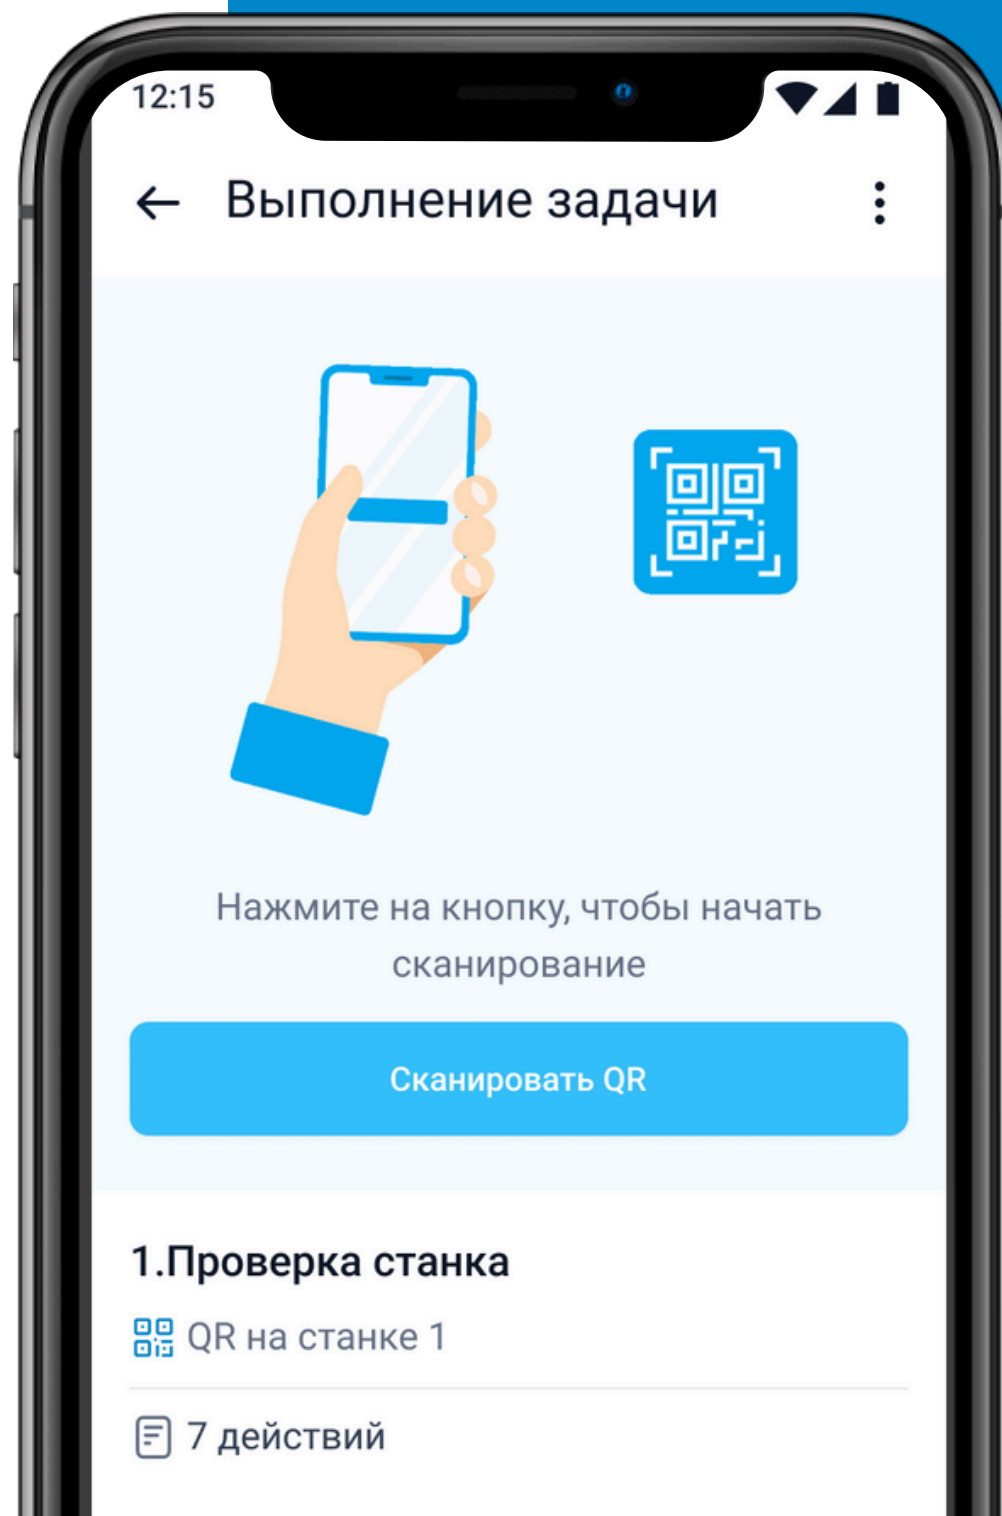 12:15
Выполнение задачи
Нажмите на кнопку, чтобы начать
сканирование
Сканировать QR
1.Проверка станка
QR на станке 1
7 действий